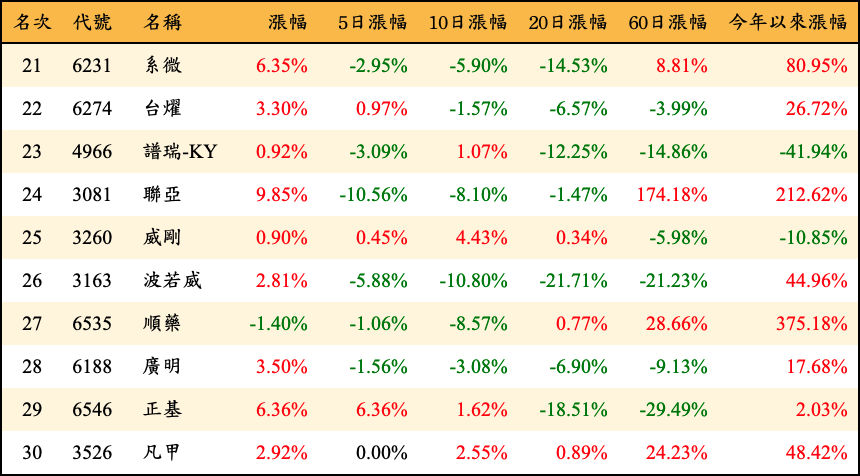 名次 代號 名稱 漲幅 5日漲幅 10日漲幅 20日漲幅 60日漲幅 今年以來漲幅
21 6231 系微 6.35% -2.95% -5.90% -14.53% 8.81% 80.95%
22 6274 台燿 3.30% 0.97% -1.57% -6.57% -3.99% 26.72%
23 4966 譜瑞-KY 0.92% -3.09% 1.07% -12.25% -14.86% -41.94%
24 3081 聯亞 9.85% -10.56% -8.10% -1.47% 174.18% 212.62%
25 3260 威剛 0.90% 0.45% 4.43% 0.34% -5.98% -10.85%
26 3163 波若威 2.81% -5.88% -10.80% -21.71% -21.23% 44.96%
27 6535 順藥 -1.40% -1.06% -8.57% 0.77% 28.66% 375.18%
28 6188 廣明 3.50% -1.56% -3.08% -6.90% -9.13% 17.68%
29 6546 正基 6.36% 6.36% 1.62% -18.51% -29.49% 2.03%
30 3526 凡甲 2.92% 0.00% 2.55% 0.89% 24.23% 48.42%